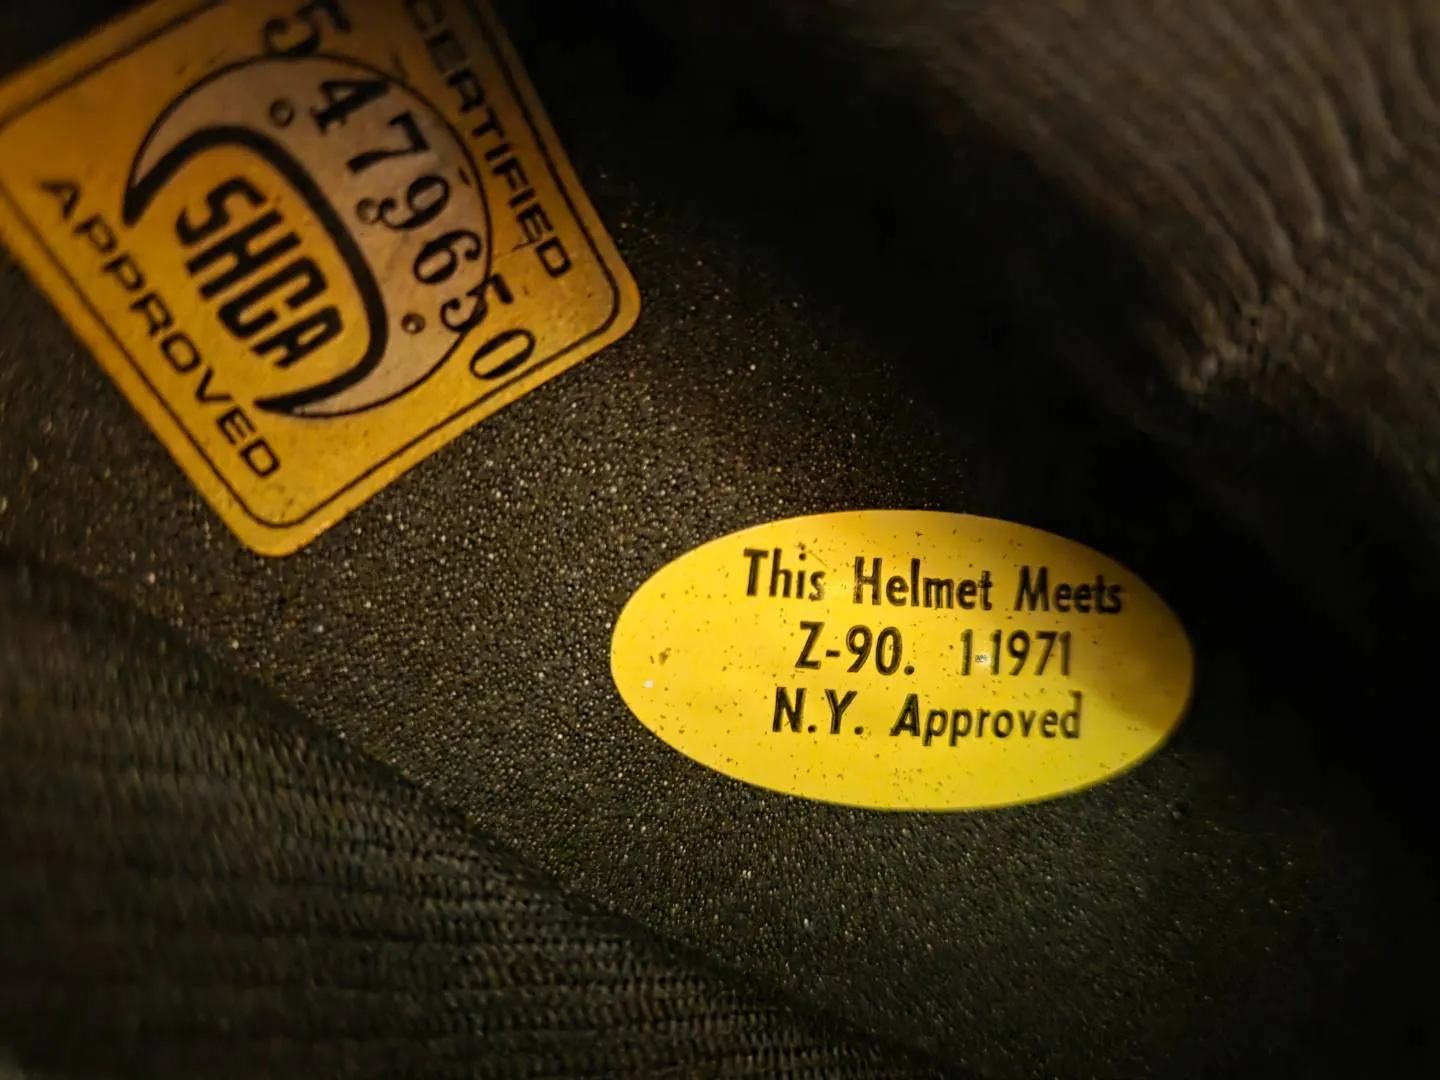 CERTIFIED
5479650
SHCA
APPROVED
This Helmet Meets
Z-90. 1-1971
N.Y. Approved